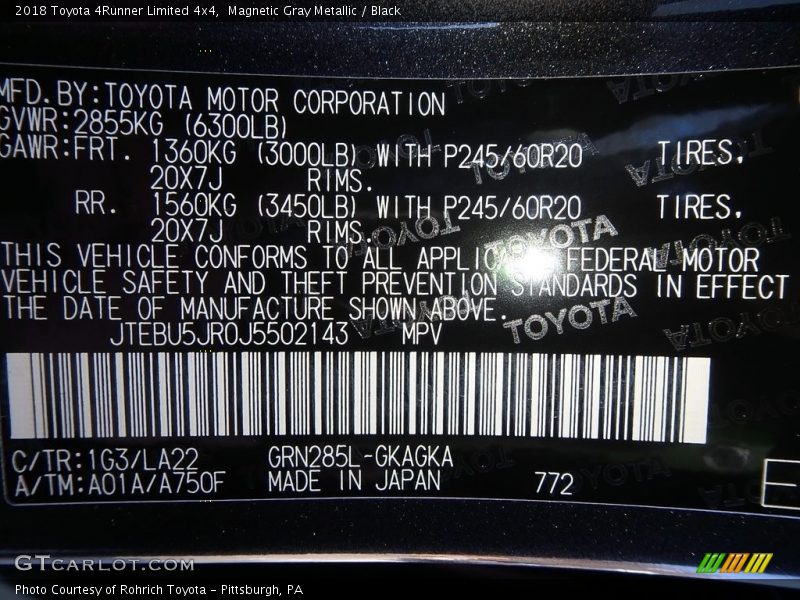 2018 Toyota 4Runner Limited 4x4, Magnetic Gray Metallic / Black
MFD.BY:TOYOTA MOTOR CORPORATION
GVWR:2855KG (6300LB)
GAWR:FRT. 1360KG (3000LB) WITH P245/60R20 TIRES,
20X7J RIMS.
RR. 1560KG (3450LB) WITH P245/60R20 TIRES,
20X7J RIMS.
THIS VEHICLE CONFORMS TO ALL FEDERAL MOTOR
VEHICLE SAFETY AND THEFT PREVENTION STANDARDS IN EFFECT
THE DATE OF MANUFACTURE SHOWN ABOVE.
JTEBU5JR0J5502143 MPV
C/TR:1G3/LA22 GRN285L-GKAGKA
A/TM:A01A/A750F MADE IN JAPAN 772
TOYOTA
TOYOTA
GTCARLOT.COM
Photo Courtesy of Rohrich Toyota - Pittsburgh, PA